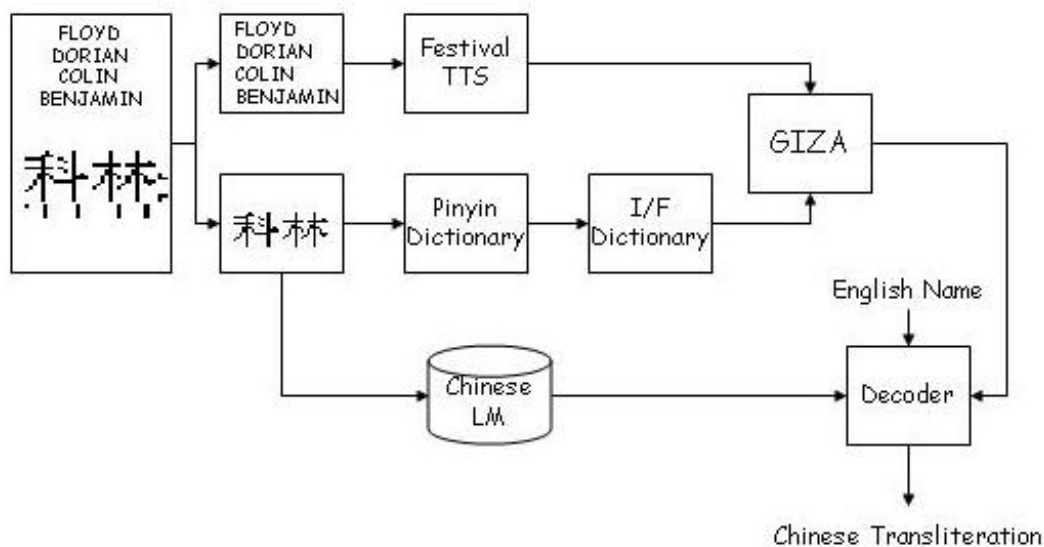 FLOYD
DORIAN
COLIN
BENJAMIN
科林
FLOYD
DORIAN
COLIN
BENJAMIN
Festival
TTS
GIZA
科林
Pinyin
Dictionary
I/F
Dictionary
English Name
Chinese
LM
Decoder
Chinese Transliteration